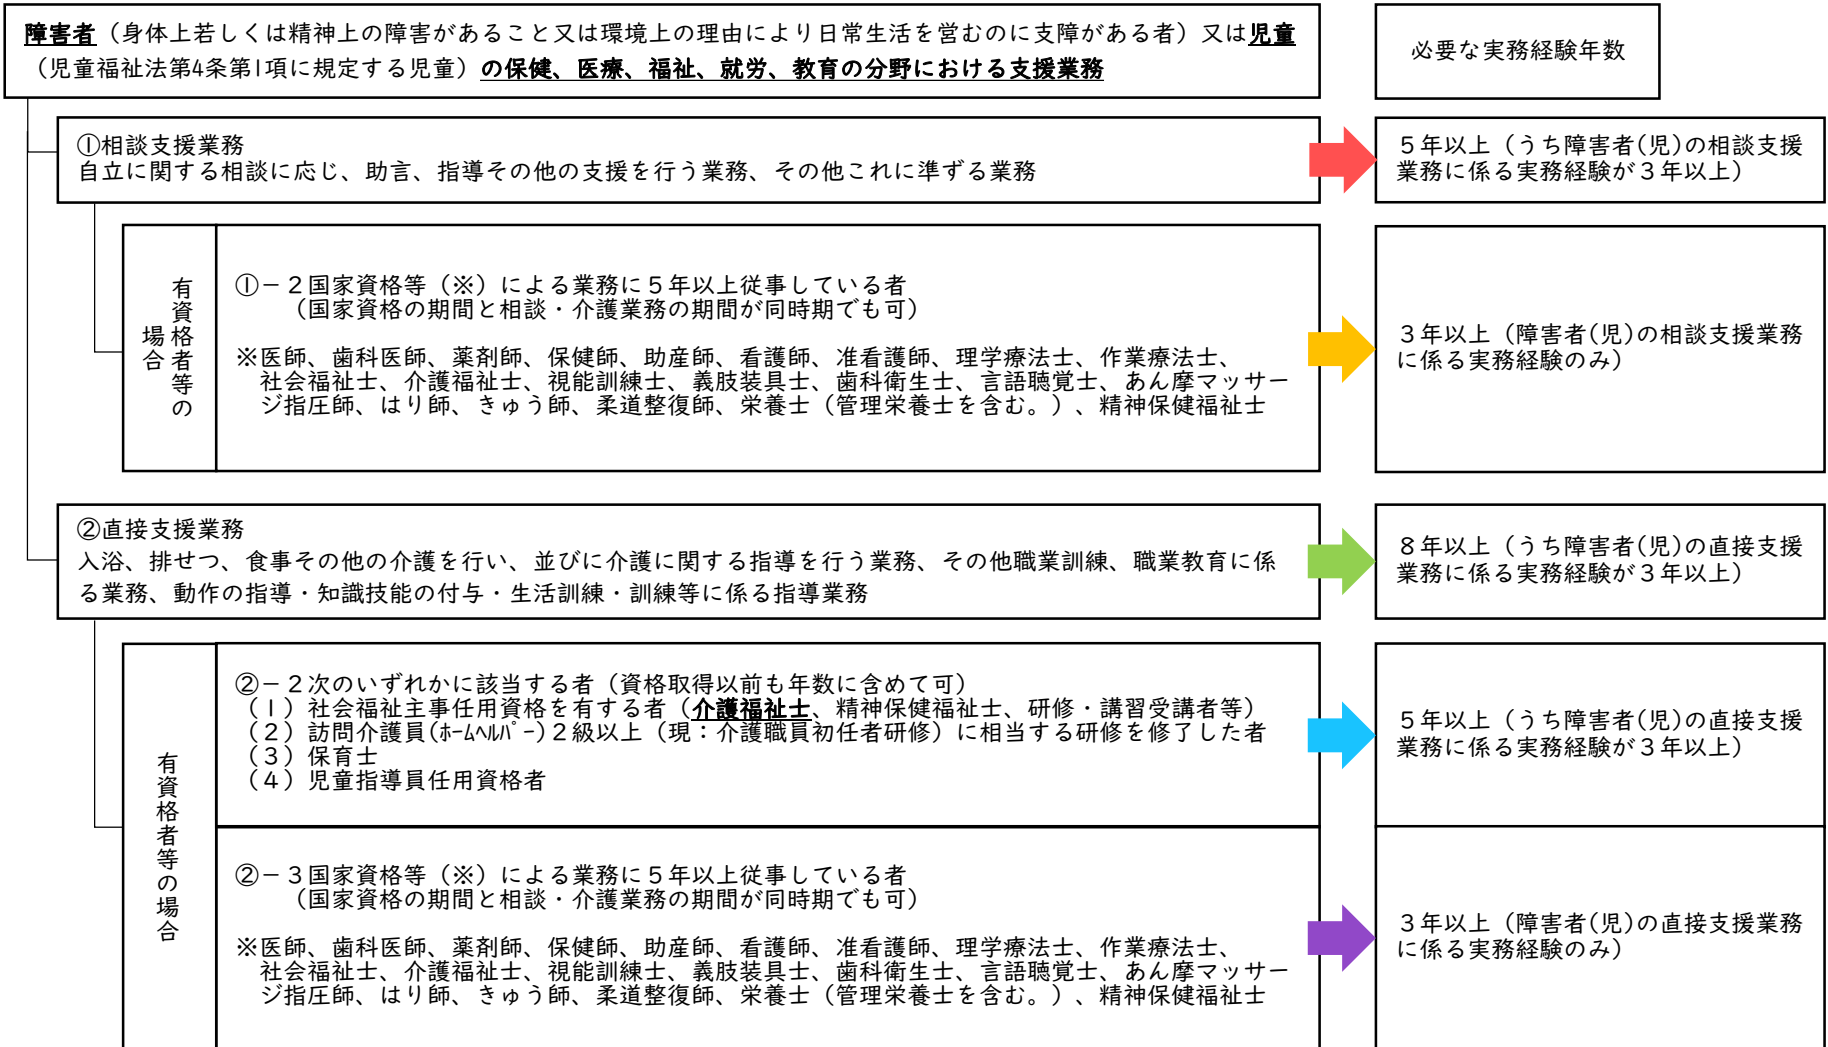 障害者（身体上若しくは精神上の障害があること又は環境上の理由により日常生活を営むのに支障がある者）又は児童
（児童福祉法第4条第1項に規定する児童）の保健、医療、福祉、就労、教育の分野における支援業務
必要な実務経験年数
①相談支援業務
自立に関する相談に応じ、助言、指導その他の支援を行う業務、その他これに準ずる業務
５年以上（うち障害者(児)の相談支援
業務に係る実務経験が３年以上）
有資格者等の
場合
①－２国家資格等（※）による業務に５年以上従事している者
（国家資格の期間と相談・介護業務の期間が同時期でも可）
※医師、歯科医師、薬剤師、保健師、助産師、看護師、准看護師、理学療法士、作業療法士、
社会福祉士、介護福祉士、視能訓練士、義肢装具士、歯科衛生士、言語聴覚士、あん摩マッサー
ジ指圧師、はり師、きゅう師、柔道整復師、栄養士（管理栄養士を含む。）、精神保健福祉士
３年以上（障害者(児)の相談支援業務
に係る実務経験のみ）
②直接支援業務
入浴、排せつ、食事その他の介護を行い、並びに介護に関する指導を行う業務、その他職業訓練、職業教育に係
る業務、動作の指導・知識技能の付与・生活訓練・訓練等に係る指導業務
８年以上（うち障害者(児)の直接支援
業務に係る実務経験が３年以上）
有資格者等の場合
②－２次のいずれかに該当する者（資格取得以前も年数に含めて可）
（１）社会福祉主事任用資格を有する者（介護福祉士、精神保健福祉士、研修・講習受講者等）
（２）訪問介護員(ﾎｰﾑﾍﾙﾊﾟｰ)２級以上（現：介護職員初任者研修）に相当する研修を修了した者
（３）保育士
（４）児童指導員任用資格者
５年以上（うち障害者(児)の直接支援
業務に係る実務経験が３年以上）
②－３国家資格等（※）による業務に５年以上従事している者
（国家資格の期間と相談・介護業務の期間が同時期でも可）
※医師、歯科医師、薬剤師、保健師、助産師、看護師、准看護師、理学療法士、作業療法士、
社会福祉士、介護福祉士、視能訓練士、義肢装具士、歯科衛生士、言語聴覚士、あん摩マッサー
ジ指圧師、はり師、きゅう師、柔道整復師、栄養士（管理栄養士を含む。）、精神保健福祉士
３年以上（障害者(児)の直接支援業務
に係る実務経験のみ）